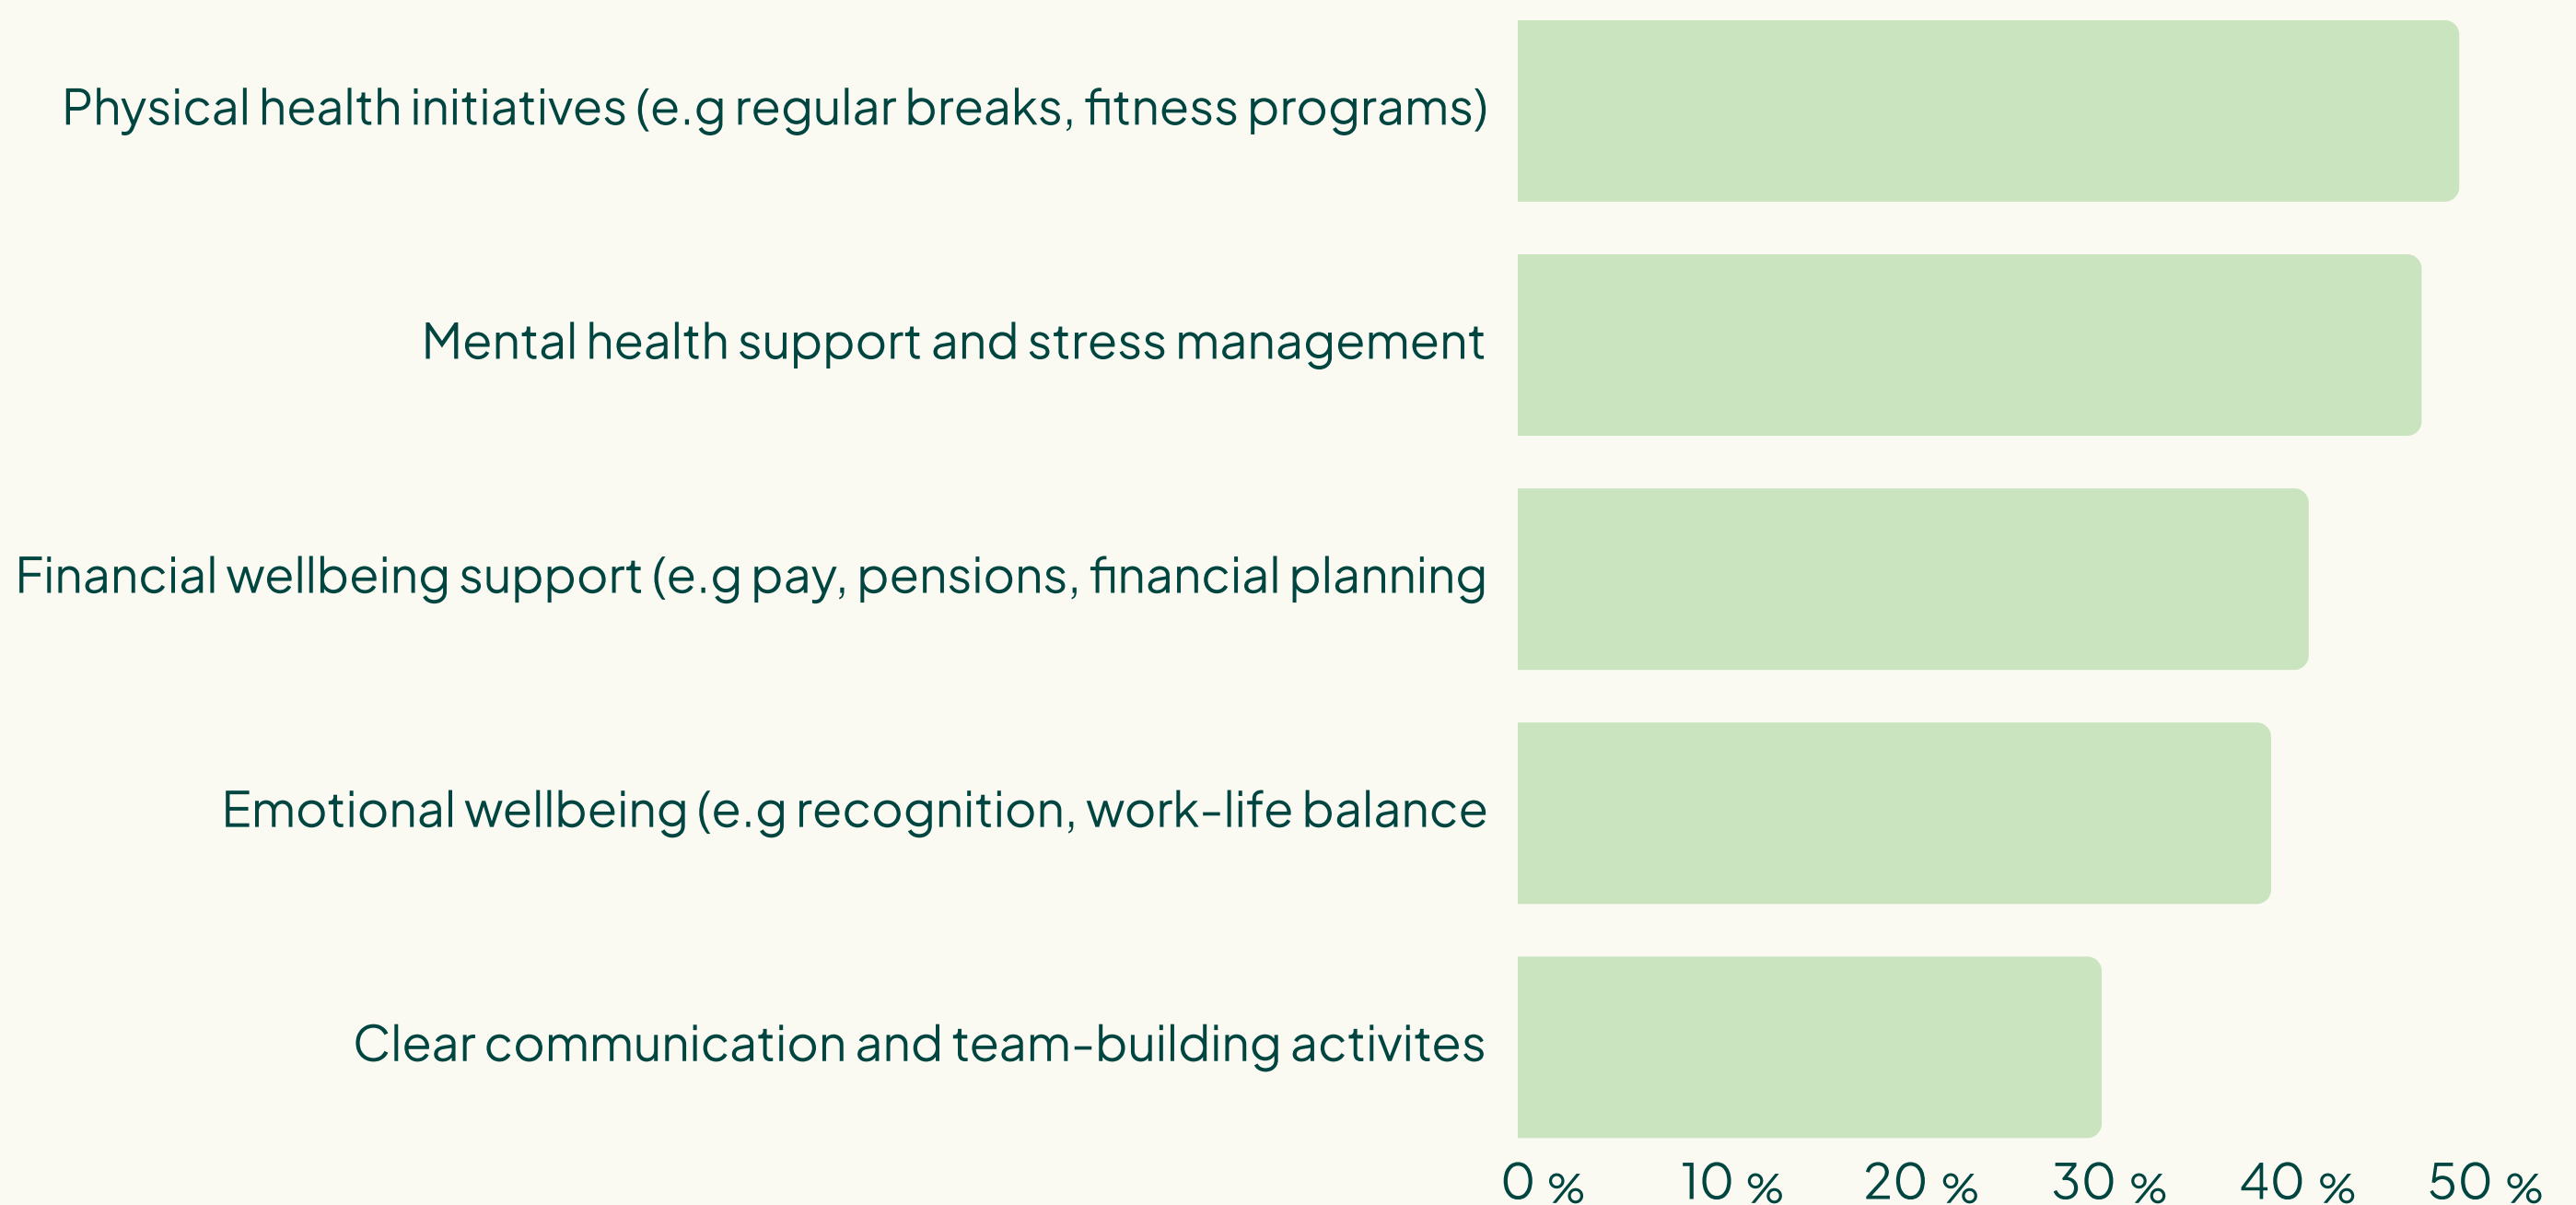 Physical health initiatives (e.g regular breaks, fitness programs)
Mental health support and stress management
Financial wellbeing support (e.g pay, pensions, financial planning
Emotional wellbeing (e.g recognition, work-life balance
Clear communication and team-building activites
0 % 10 % 20 % 30 % 40 % 50 %